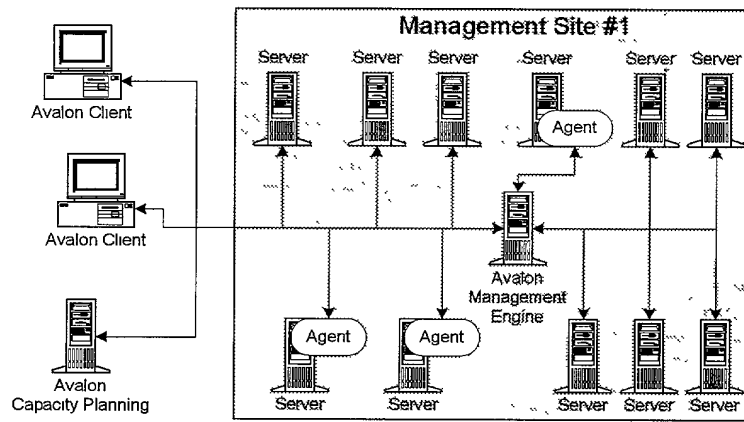 Management Site #1
Server
Server
Server
Server
Server
Server
Agent
Avalon Client
Avalon Client
Avalon
Management
Engine
Agent
Agent
Avalon
Capacity Planning
Server
Server
Server
Server
Server